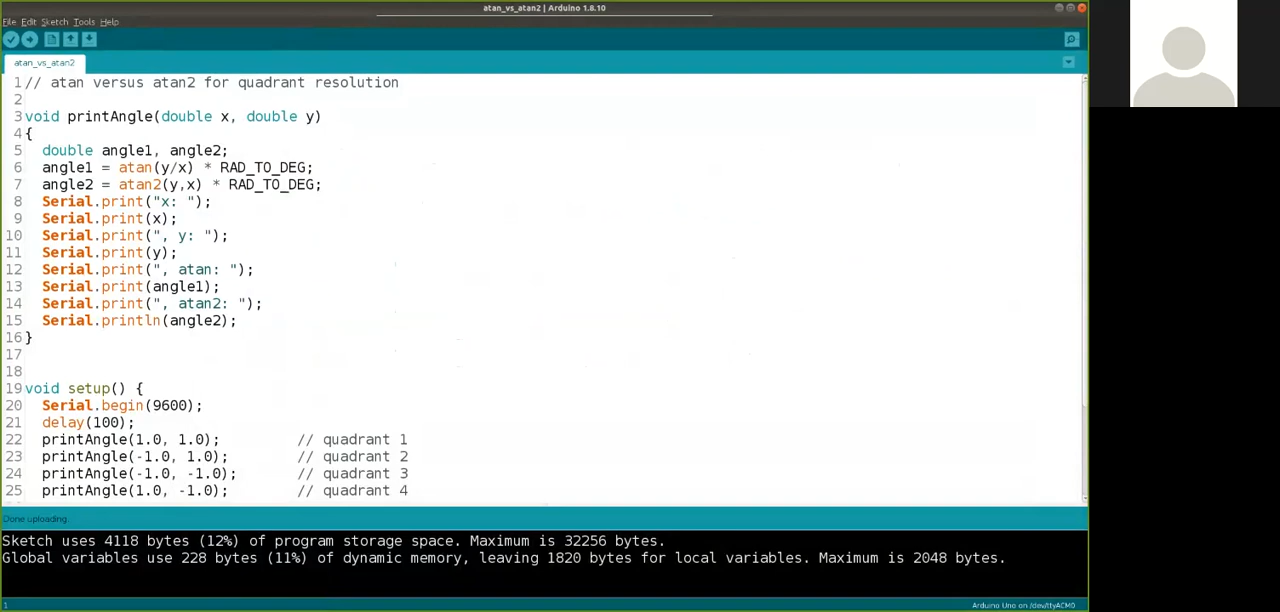 atan_vs_atan2 | Arduino 1.8.10
File Edit Sketch Tools Help
atan_vs_atan2
1 // atan versus atan2 for quadrant resolution
2
3 void printAngle(double x, double y)
4 {
5 double angle1, angle2;
6 angle1 = atan(y/x) * RAD_TO_DEG;
7 angle2 = atan2(y,x) * RAD_TO_DEG;
8 Serial.print("x: ");
9 Serial.print(x);
10 Serial.print(", y: ");
11 Serial.print(y);
12 Serial.print(", atan: ");
13 Serial.print(angle1);
14 Serial.print(", atan2: ");
15 Serial.println(angle2);
16 }
17
18
19 void setup() {
20 Serial.begin(9600);
21 delay(100);
22 printAngle(1.0, 1.0); // quadrant 1
23 printAngle(-1.0, 1.0); // quadrant 2
24 printAngle(-1.0, -1.0); // quadrant 3
25 printAngle(1.0, -1.0); // quadrant 4
Done uploading.
Sketch uses 4118 bytes (12%) of program storage space. Maximum is 32256 bytes.
Global variables use 228 bytes (11%) of dynamic memory, leaving 1820 bytes for local variables. Maximum is 2048 bytes.
1
Arduino Uno on /dev/ttyACM0